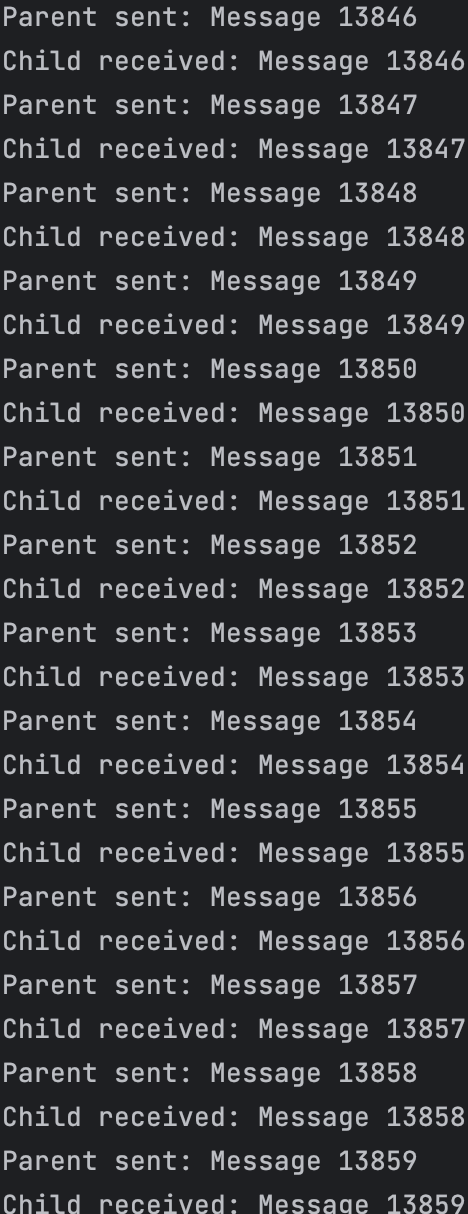 Parent sent: Message 13846
Child received: Message 13846
Parent sent: Message 13847
Child received: Message 13847
Parent sent: Message 13848
Child received: Message 13848
Parent sent: Message 13849
Child received: Message 13849
Parent sent: Message 13850
Child received: Message 13850
Parent sent: Message 13851
Child received: Message 13851
Parent sent: Message 13852
Child received: Message 13852
Parent sent: Message 13853
Child received: Message 13853
Parent sent: Message 13854
Child received: Message 13854
Parent sent: Message 13855
Child received: Message 13855
Parent sent: Message 13856
Child received: Message 13856
Parent sent: Message 13857
Child received: Message 13857
Parent sent: Message 13858
Child received: Message 13858
Parent sent: Message 13859
Child received: Message 13859